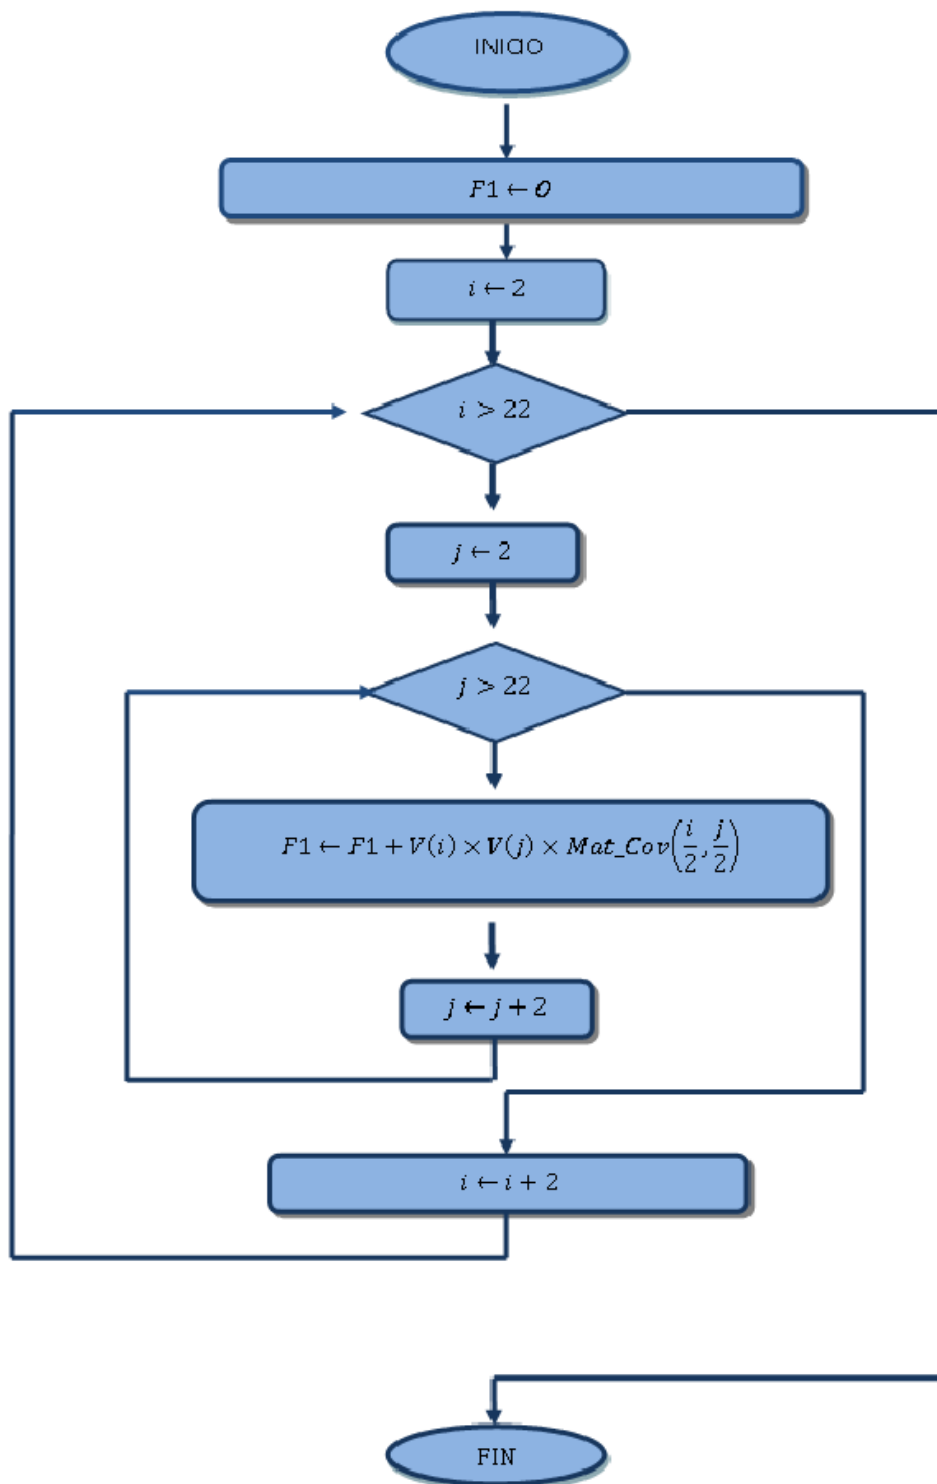 INICIO
F1 ← 0
i ← 2
i > 22
j ← 2
j > 22
F1 ← F1 + V(i) × V(j) × Mat_Cov(i/2, j/2)
j ← j + 2
i ← i + 2
FIN